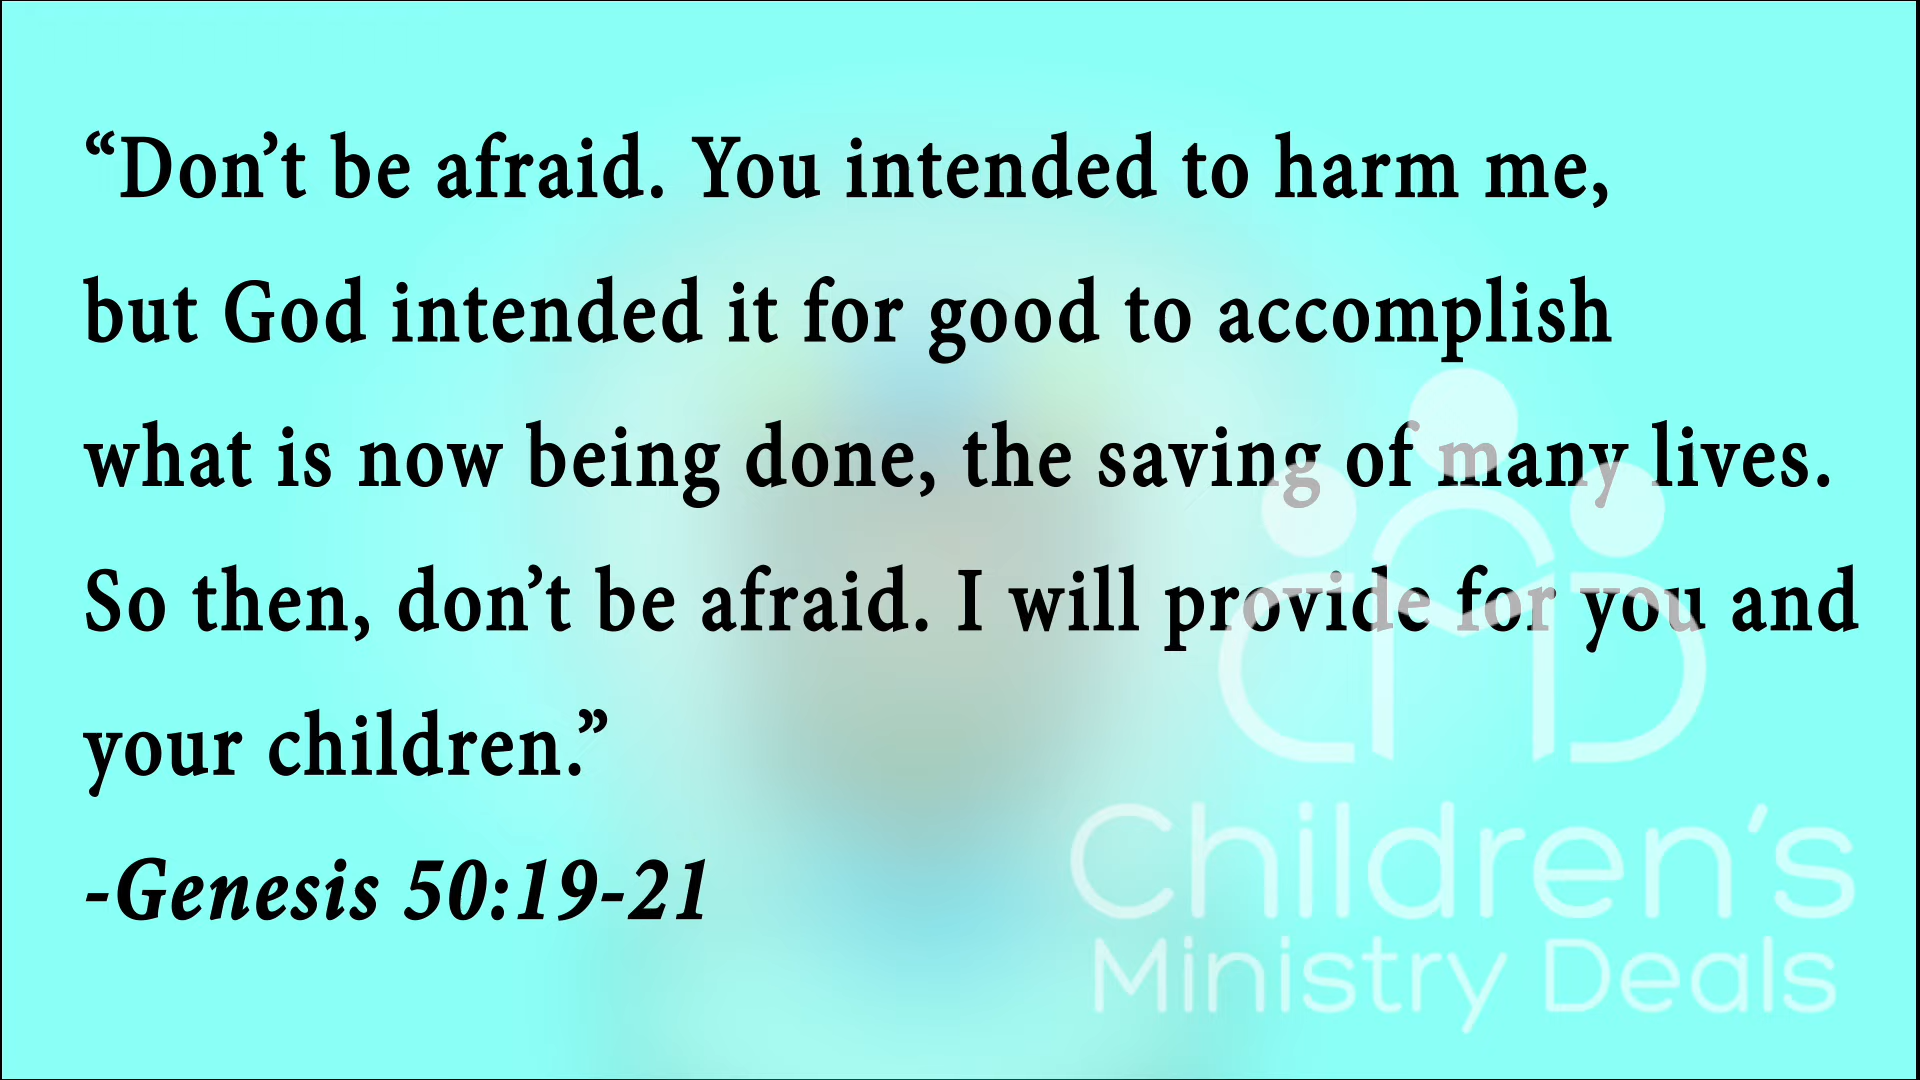 “Don’t be afraid. You intended to harm me,
but God intended it for good to accomplish
what is now being done, the saving of many lives.
So then, don’t be afraid. I will provide for you and
your children.”
-Genesis 50:19-21
CMD
Children's
Ministry Deals